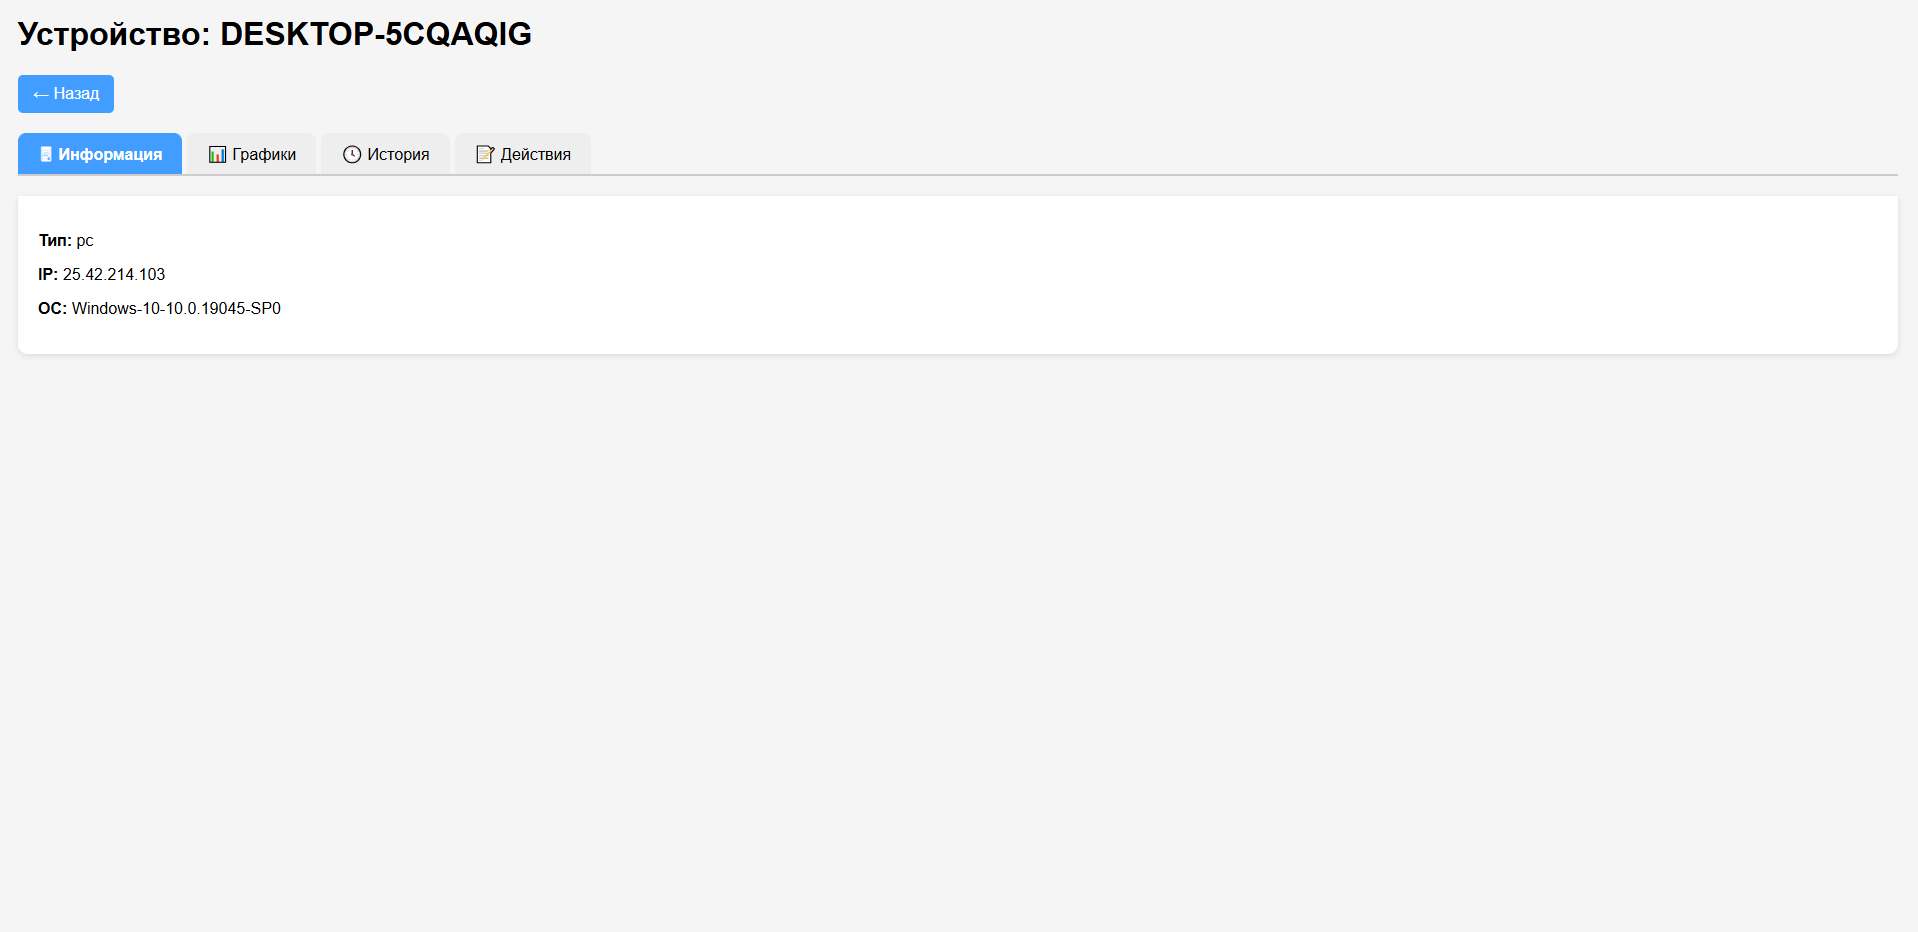 Устройство: DESKTOP-5CQAQIG
← Назад
Информация
Графики
История
Действия
Тип: pc
IP: 25.42.214.103
ОС: Windows-10-10.0.19045-SP0